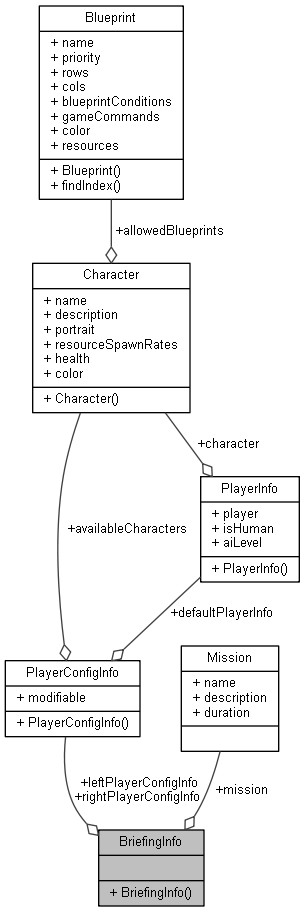 Blueprint
+ name
+ priority
+ rows
+ cols
+ blueprintConditions
+ gameCommands
+ color
+ resources
+ Blueprint()
+ findIndex()
+allowedBlueprints
Character
+ name
+ description
+ portrait
+ resourceSpawnRates
+ health
+ color
+ Character()
+character
PlayerInfo
+ player
+ isHuman
+ aiLevel
+ PlayerInfo()
+availableCharacters
+defaultPlayerInfo
PlayerConfigInfo
+ modifiable
+ PlayerConfigInfo()
Mission
+ name
+ description
+ duration
+leftPlayerConfigInfo
+rightPlayerConfigInfo
+mission
BriefingInfo
+ BriefingInfo()